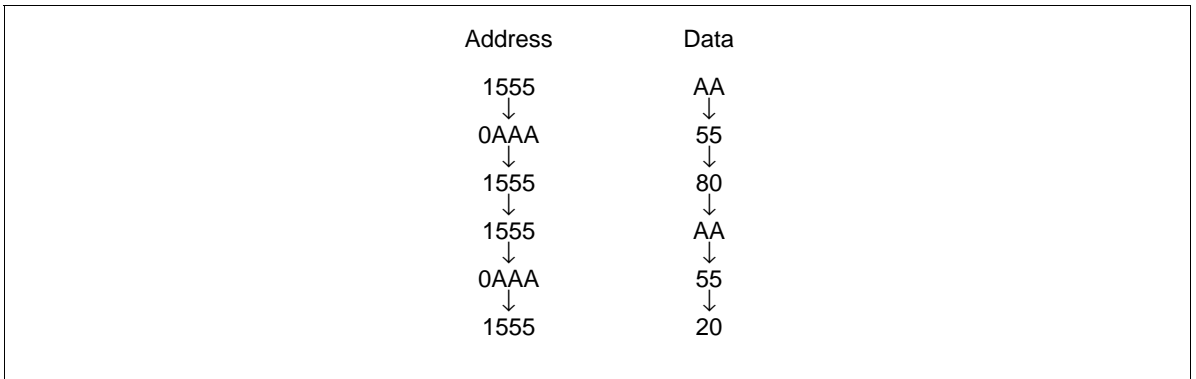 Address Data
1555 AA
↓ ↓
0AAA 55
↓ ↓
1555 80
↓ ↓
1555 AA
↓ ↓
0AAA 55
↓ ↓
1555 20